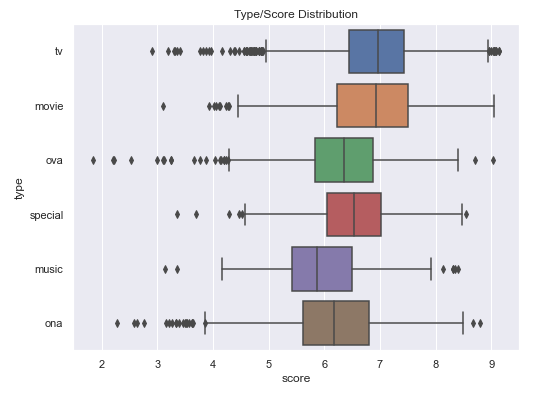 Type/Score Distribution
type
tv
movie
ova
special
music
ona
2 3 4 5 6 7 8 9
score